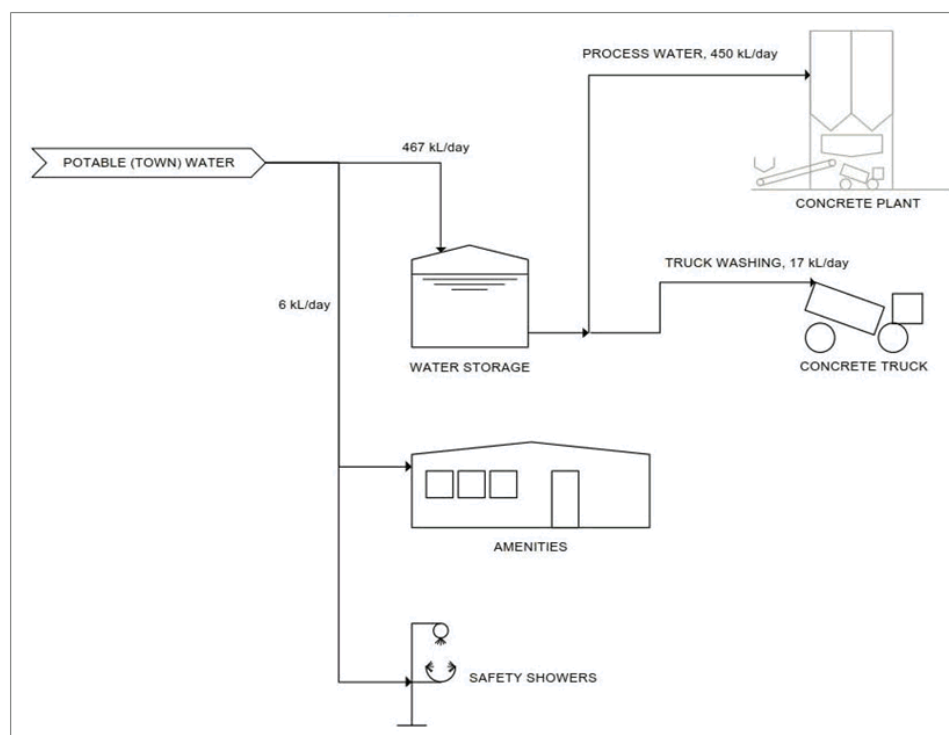 PROCESS WATER, 450 kL/day
POTABLE (TOWN) WATER
467 kL/day
CONCRETE PLANT
TRUCK WASHING, 17 kL/day
6 kL/day
WATER STORAGE
CONCRETE TRUCK
AMENITIES
SAFETY SHOWERS